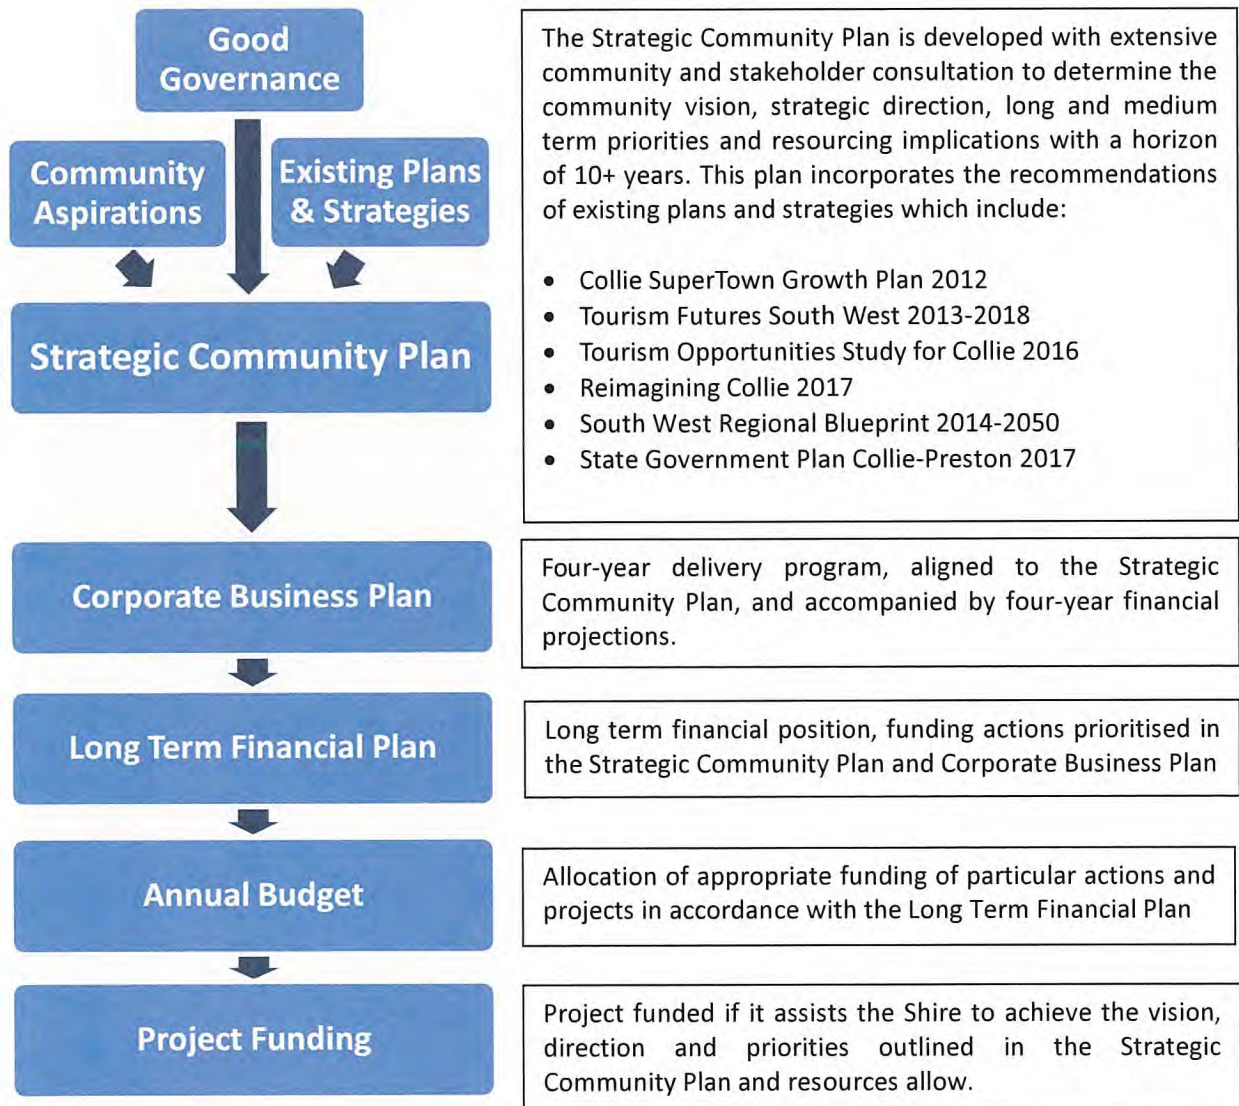 Good
Governance
Community
Aspirations
Existing Plans
& Strategies
Strategic Community Plan
The Strategic Community Plan is developed with extensive
community and stakeholder consultation to determine the
community vision, strategic direction, long and medium
term priorities and resourcing implications with a horizon
of 10+ years. This plan incorporates the recommendations
of existing plans and strategies which include:
• Collie SuperTown Growth Plan 2012
• Tourism Futures South West 2013-2018
• Tourism Opportunities Study for Collie 2016
• Reimagining Collie 2017
• South West Regional Blueprint 2014-2050
• State Government Plan Collie-Preston 2017
Corporate Business Plan
Four-year delivery program, aligned to the Strategic
Community Plan, and accompanied by four-year financial
projections.
Long Term Financial Plan
Long term financial position, funding actions prioritised in
the Strategic Community Plan and Corporate Business Plan
Annual Budget
Allocation of appropriate funding of particular actions and
projects in accordance with the Long Term Financial Plan
Project Funding
Project funded if it assists the Shire to achieve the vision,
direction and priorities outlined in the Strategic
Community Plan and resources allow.